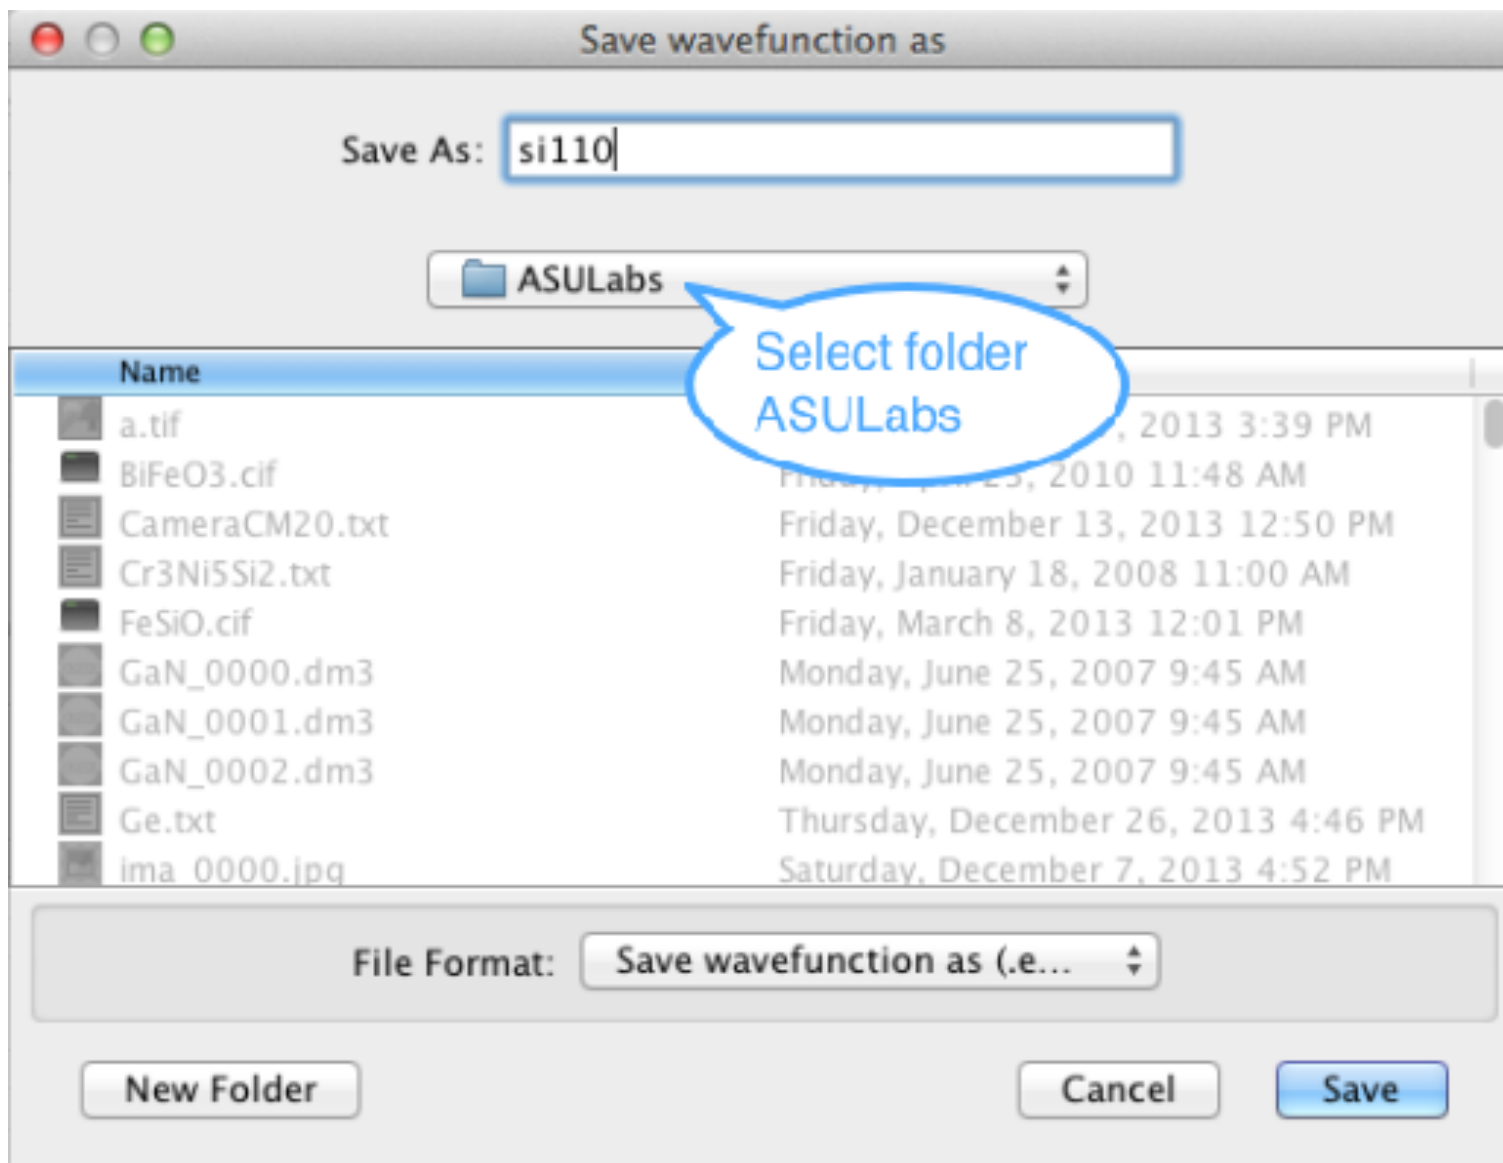 Save wavefunction as
Save As: si110
ASULabs
Select folder
ASULabs
Name
a.tif , 2013 3:39 PM
BiFeO3.cif 2010 11:48 AM
CameraCM20.txt Friday, December 13, 2013 12:50 PM
Cr3Ni5Si2.txt Friday, January 18, 2008 11:00 AM
FeSiO.cif Friday, March 8, 2013 12:01 PM
GaN_0000.dm3 Monday, June 25, 2007 9:45 AM
GaN_0001.dm3 Monday, June 25, 2007 9:45 AM
GaN_0002.dm3 Monday, June 25, 2007 9:45 AM
Ge.txt Thursday, December 26, 2013 4:46 PM
ima_0000.jpg Saturday, December 7, 2013 4:52 PM
File Format: Save wavefunction as (.e...
New Folder Cancel Save